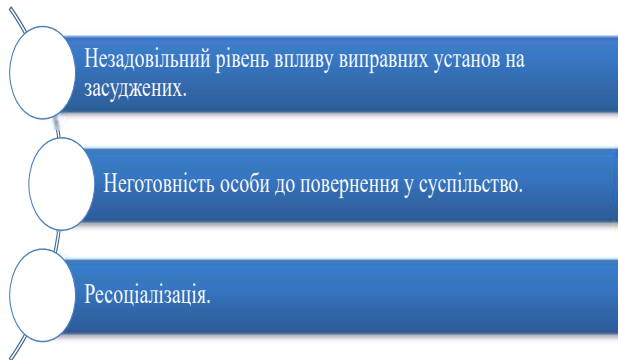 Незадовільний рівень впливу виправних установ на
засуджених.
Неготовність особи до повернення у суспільство.
Ресоціалізація.